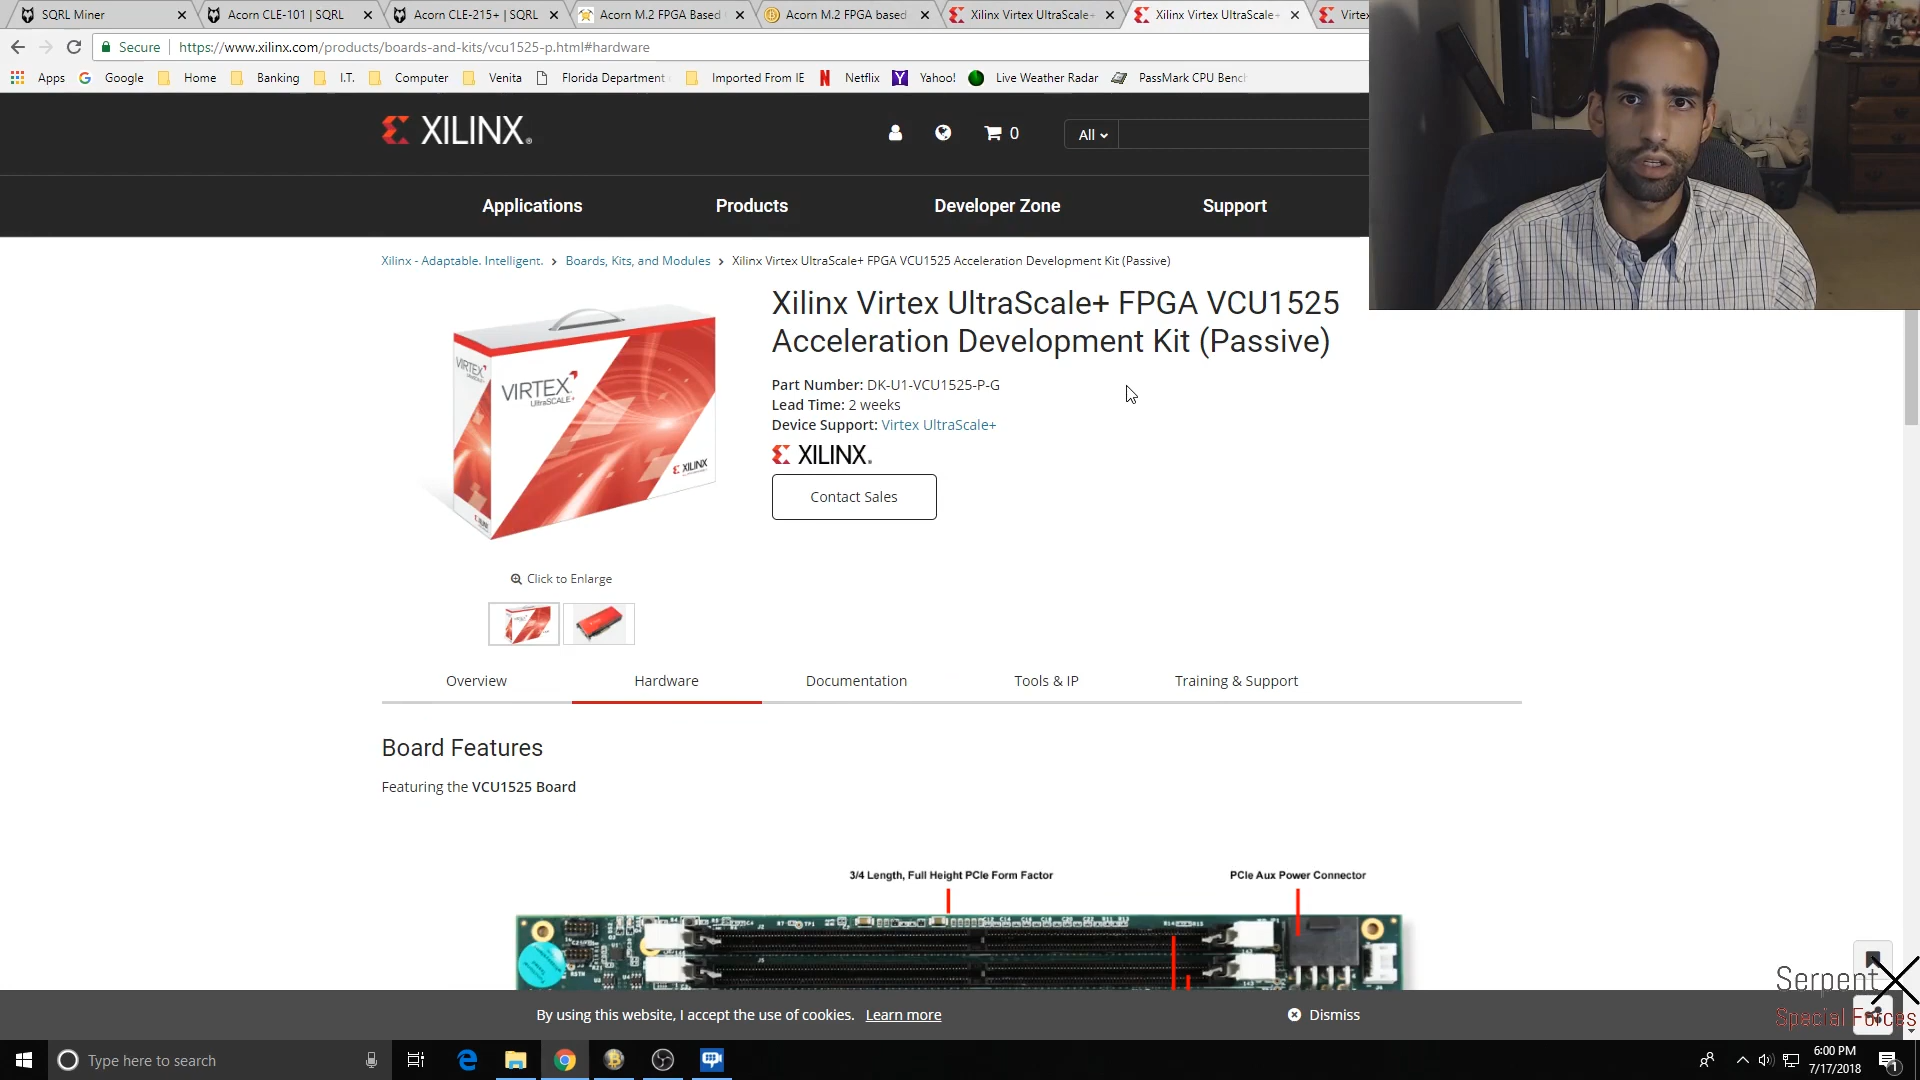 SQRL Miner
Acorn CLE-101 | SQRL
Acorn CLE-215+ | SQRL
Acorn M.2 FPGA Based
Acorn M.2 FPGA based
Xilinx Virtex UltraScale+
Xilinx Virtex UltraScale+
Virtex
Secure
https://www.xilinx.com/products/boards-and-kits/vcu1525-p.html#hardware
Apps
Google
Home
Banking
I.T.
Computer
Venita
Florida Department
Imported From IE
Netflix
Yahoo!
Live Weather Radar
PassMark CPU Bench
XILINX
0
All
Applications
Products
Developer Zone
Support
Xilinx - Adaptable. Intelligent. > Boards, Kits, and Modules > Xilinx Virtex UltraScale+ FPGA VCU1525 Acceleration Development Kit (Passive)
VIRTEX
VIRTEX
UltraSCALE+
XILINX
Xilinx Virtex UltraScale+ FPGA VCU1525
Acceleration Development Kit (Passive)
Part Number: DK-U1-VCU1525-P-G
Lead Time: 2 weeks
Device Support: Virtex UltraScale+
XILINX
Contact Sales
Click to Enlarge
Overview
Hardware
Documentation
Tools & IP
Training & Support
Board Features
Featuring the VCU1525 Board
3/4 Length, Full Height PCIe Form Factor
PCIe Aux Power Connector
SerpentX
Special Forces
By using this website, I accept the use of cookies. Learn more
Dismiss
Type here to search
6:00 PM
7/17/2018
1